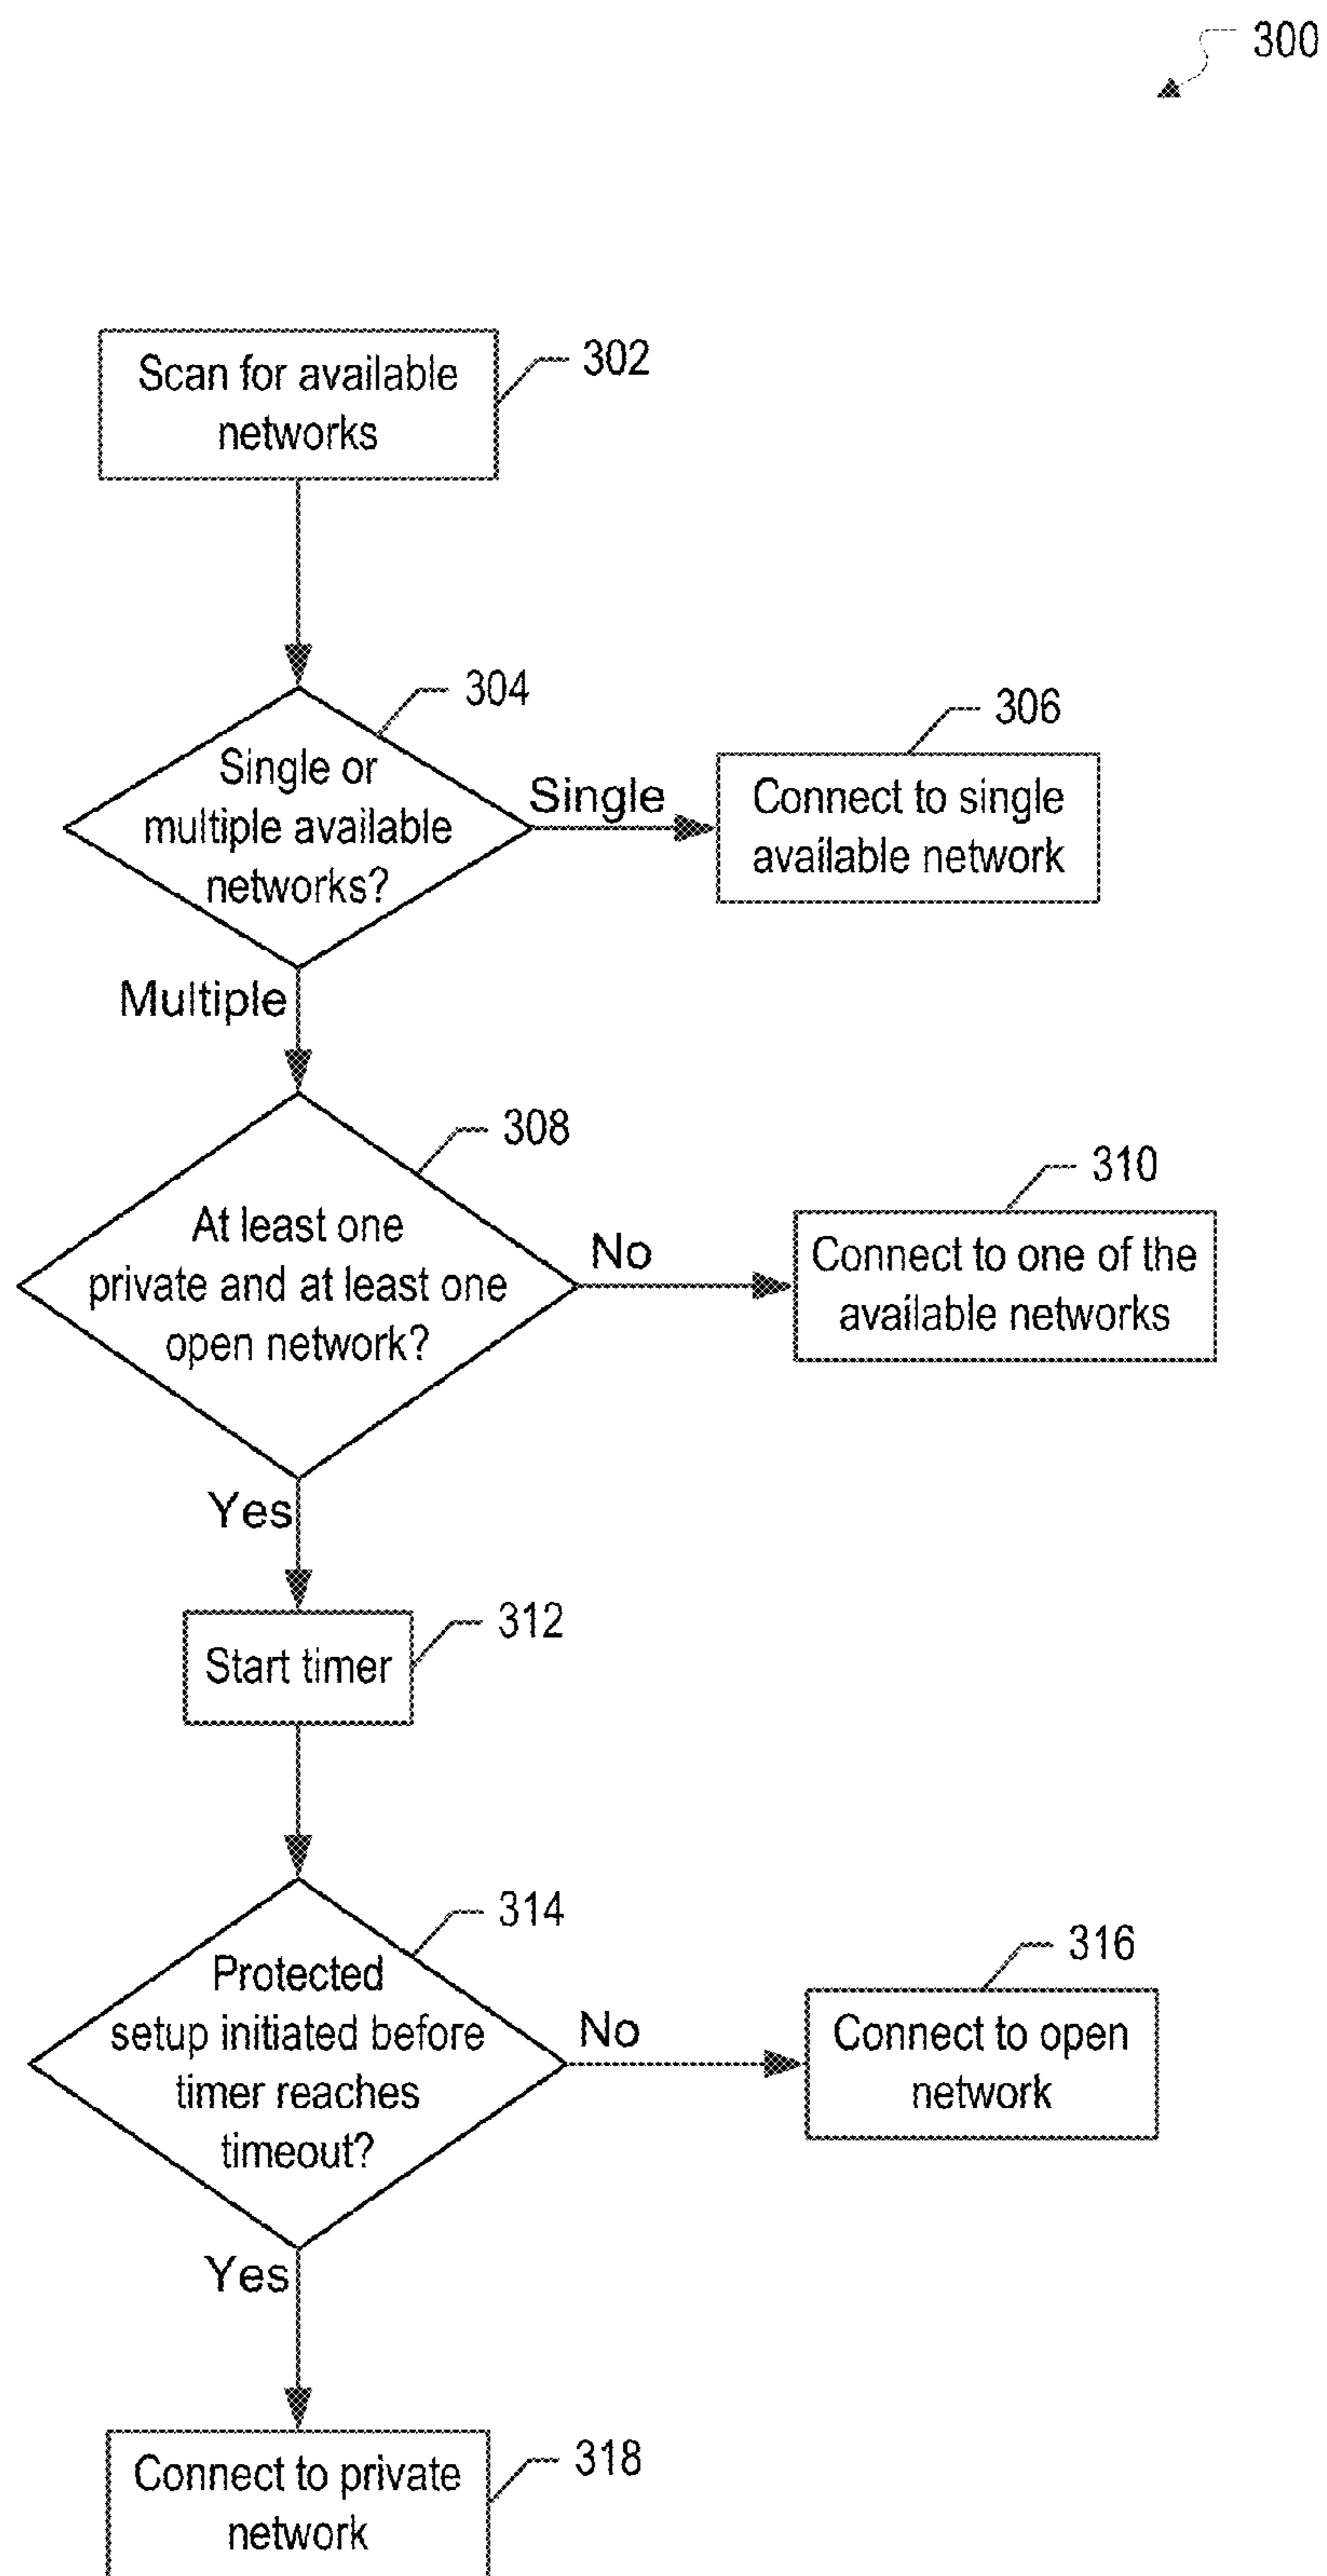 300
Scan for available
networks
302
304
Single or
multiple available
networks?
Single
306
Connect to single
available network
Multiple
308
At least one
private and at least one
open network?
No
310
Connect to one of the
available networks
Yes
312
Start timer
314
Protected
setup initiated before
timer reaches
timeout?
No
316
Connect to open
network
Yes
Connect to private
network
318